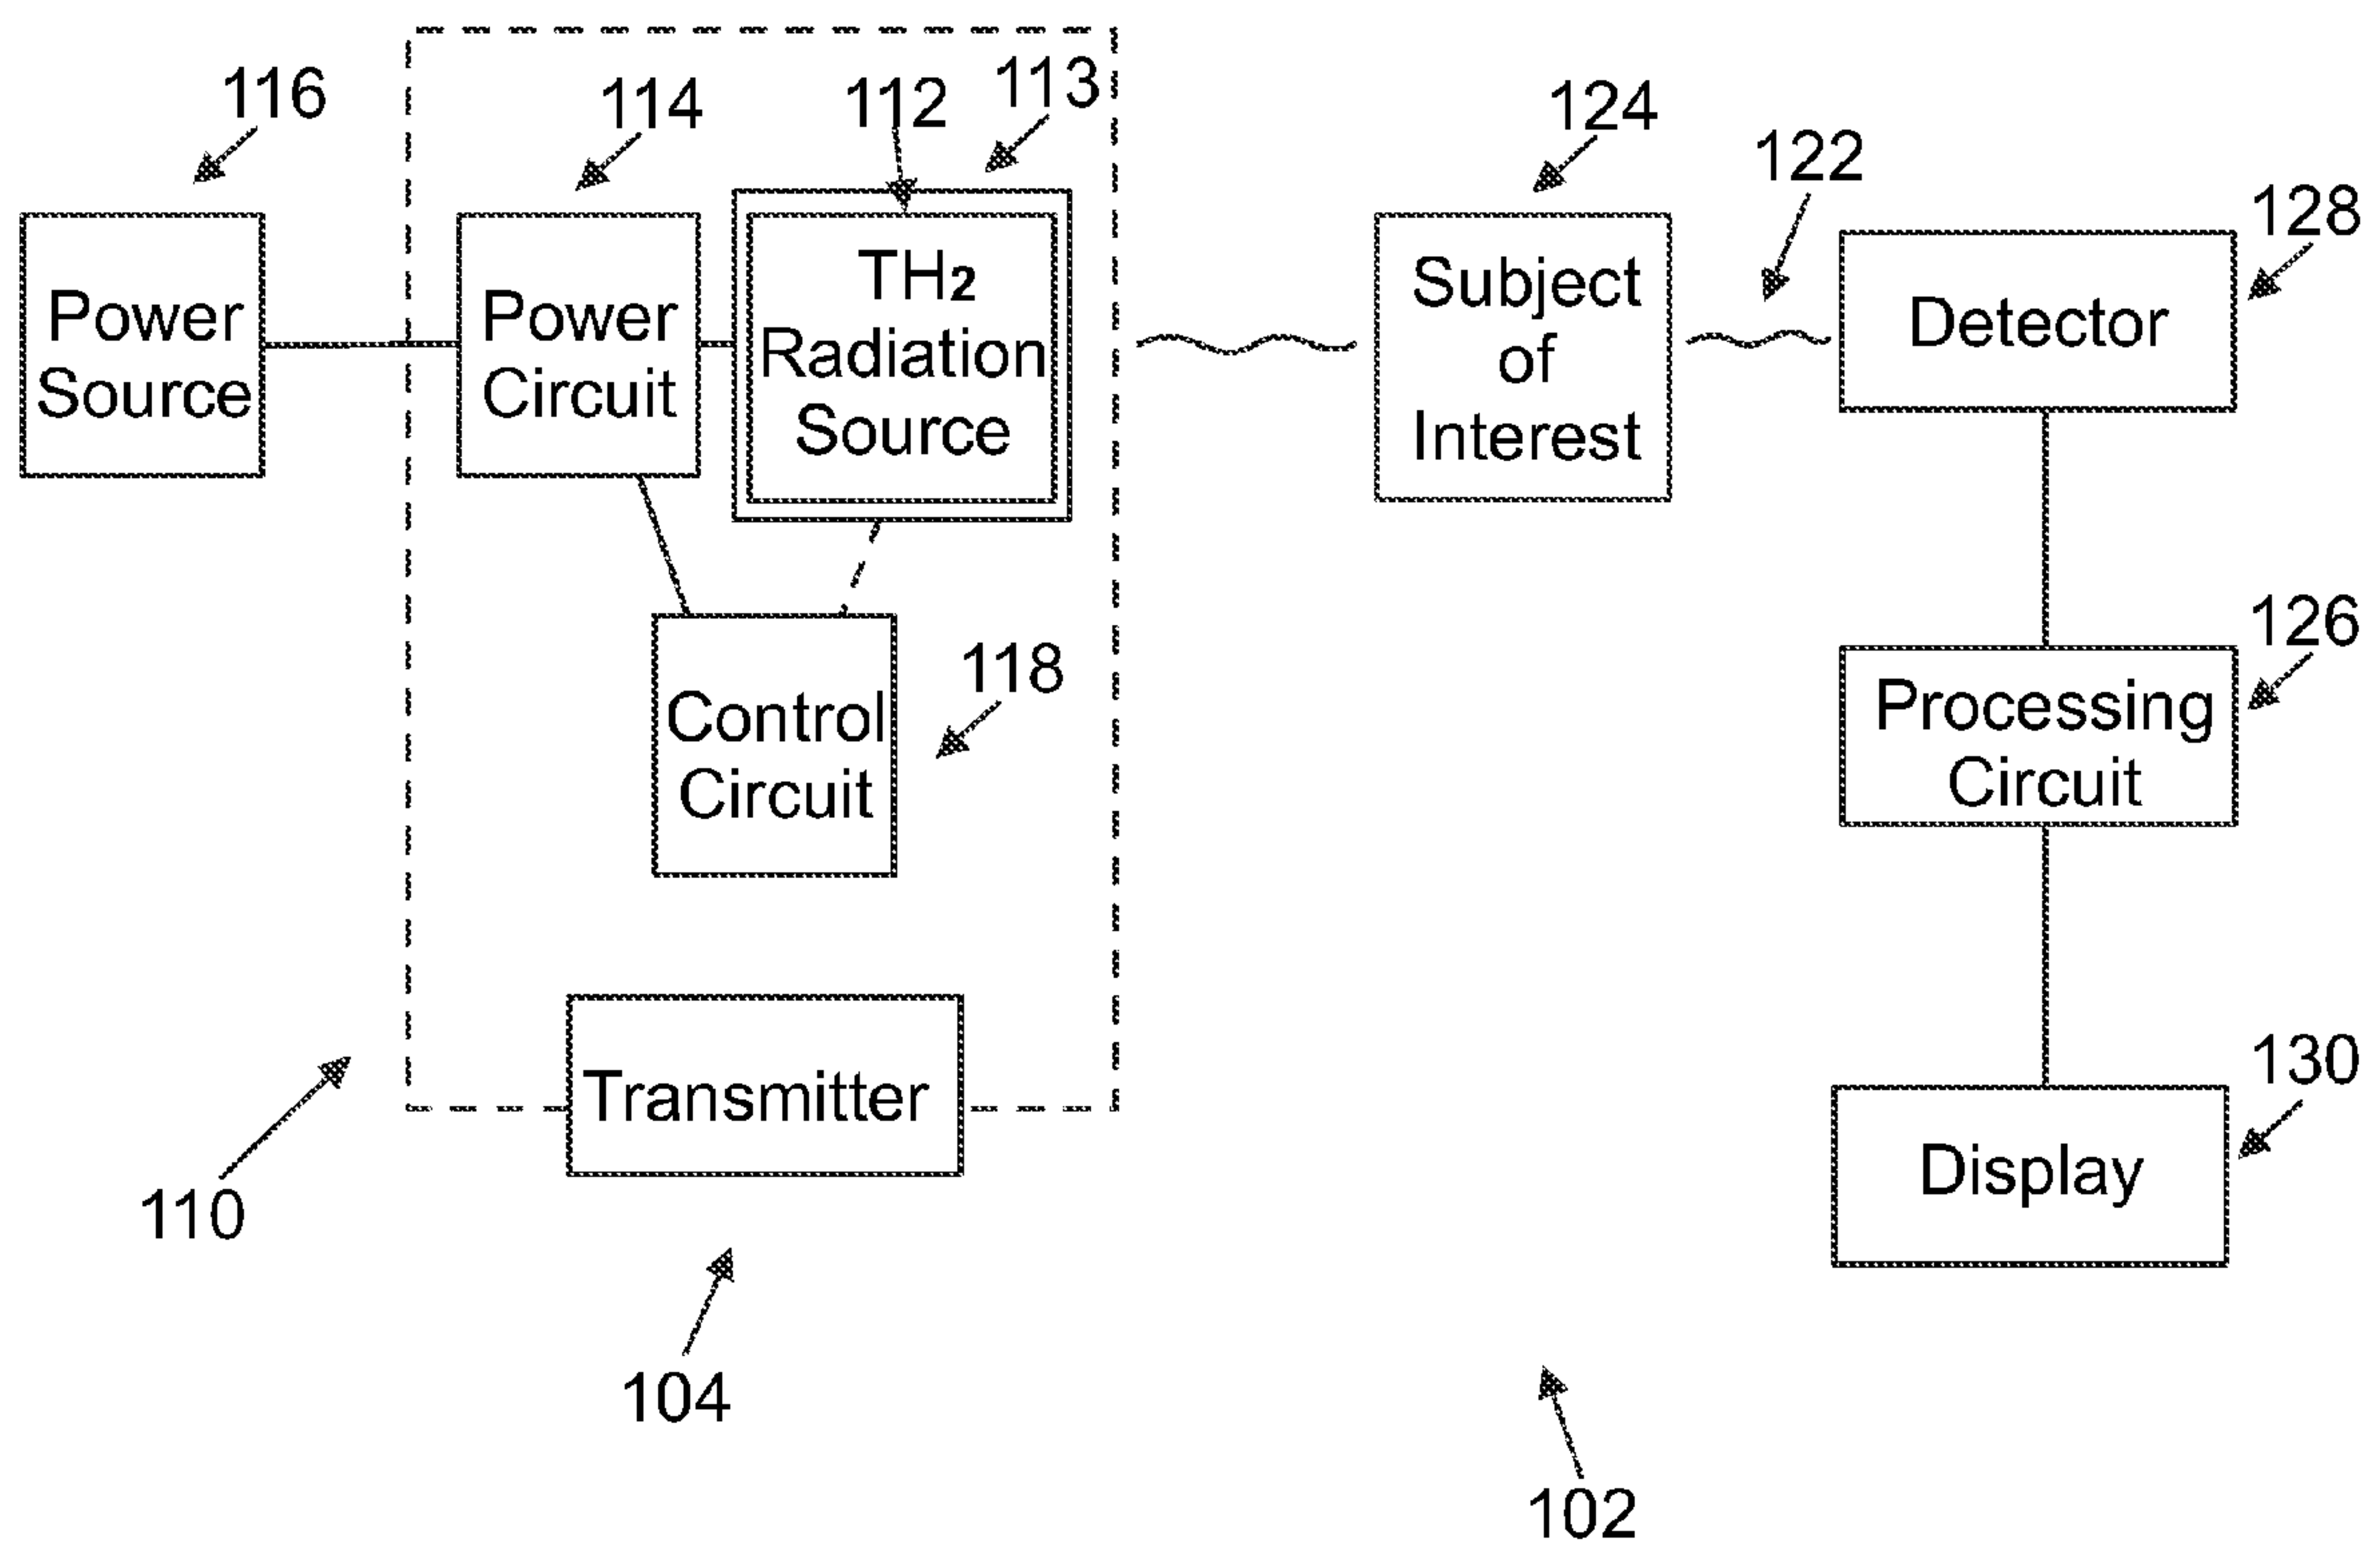 116
114
112
113
124
122
128
Power
Source
Power
Circuit
TH2
Radiation
Source
Subject
of
Interest
Detector
126
118
Control
Circuit
Processing
Circuit
130
Transmitter
Display
110
104
102